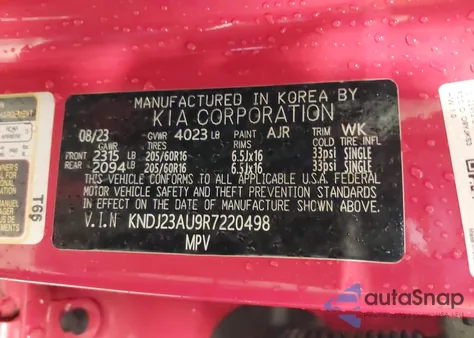 MANUFACTURED IN KOREA BY
KIA CORPORATION
08/23 GVWR 4023 LB PAINT AJR TRIM WK
GAWR TIRES RIMS COLD TIRE INFL.
FRONT 2315 LB 205/60R16 6.5Jx16 33psi SINGLE
REAR 2094 LB 205/60R16 6.5Jx16 33psi SINGLE
THIS VEHICLE CONFORMS TO ALL APPLICABLE U.S.A. FEDERAL
MOTOR VEHICLE SAFETY AND THEFT PREVENTION STANDARDS
IN EFFECT ON THE DATE OF MANUFACTURE SHOWN ABOVE.
V.I.N KNDJ23AU9R7220498
MPV
T66
autoSnap